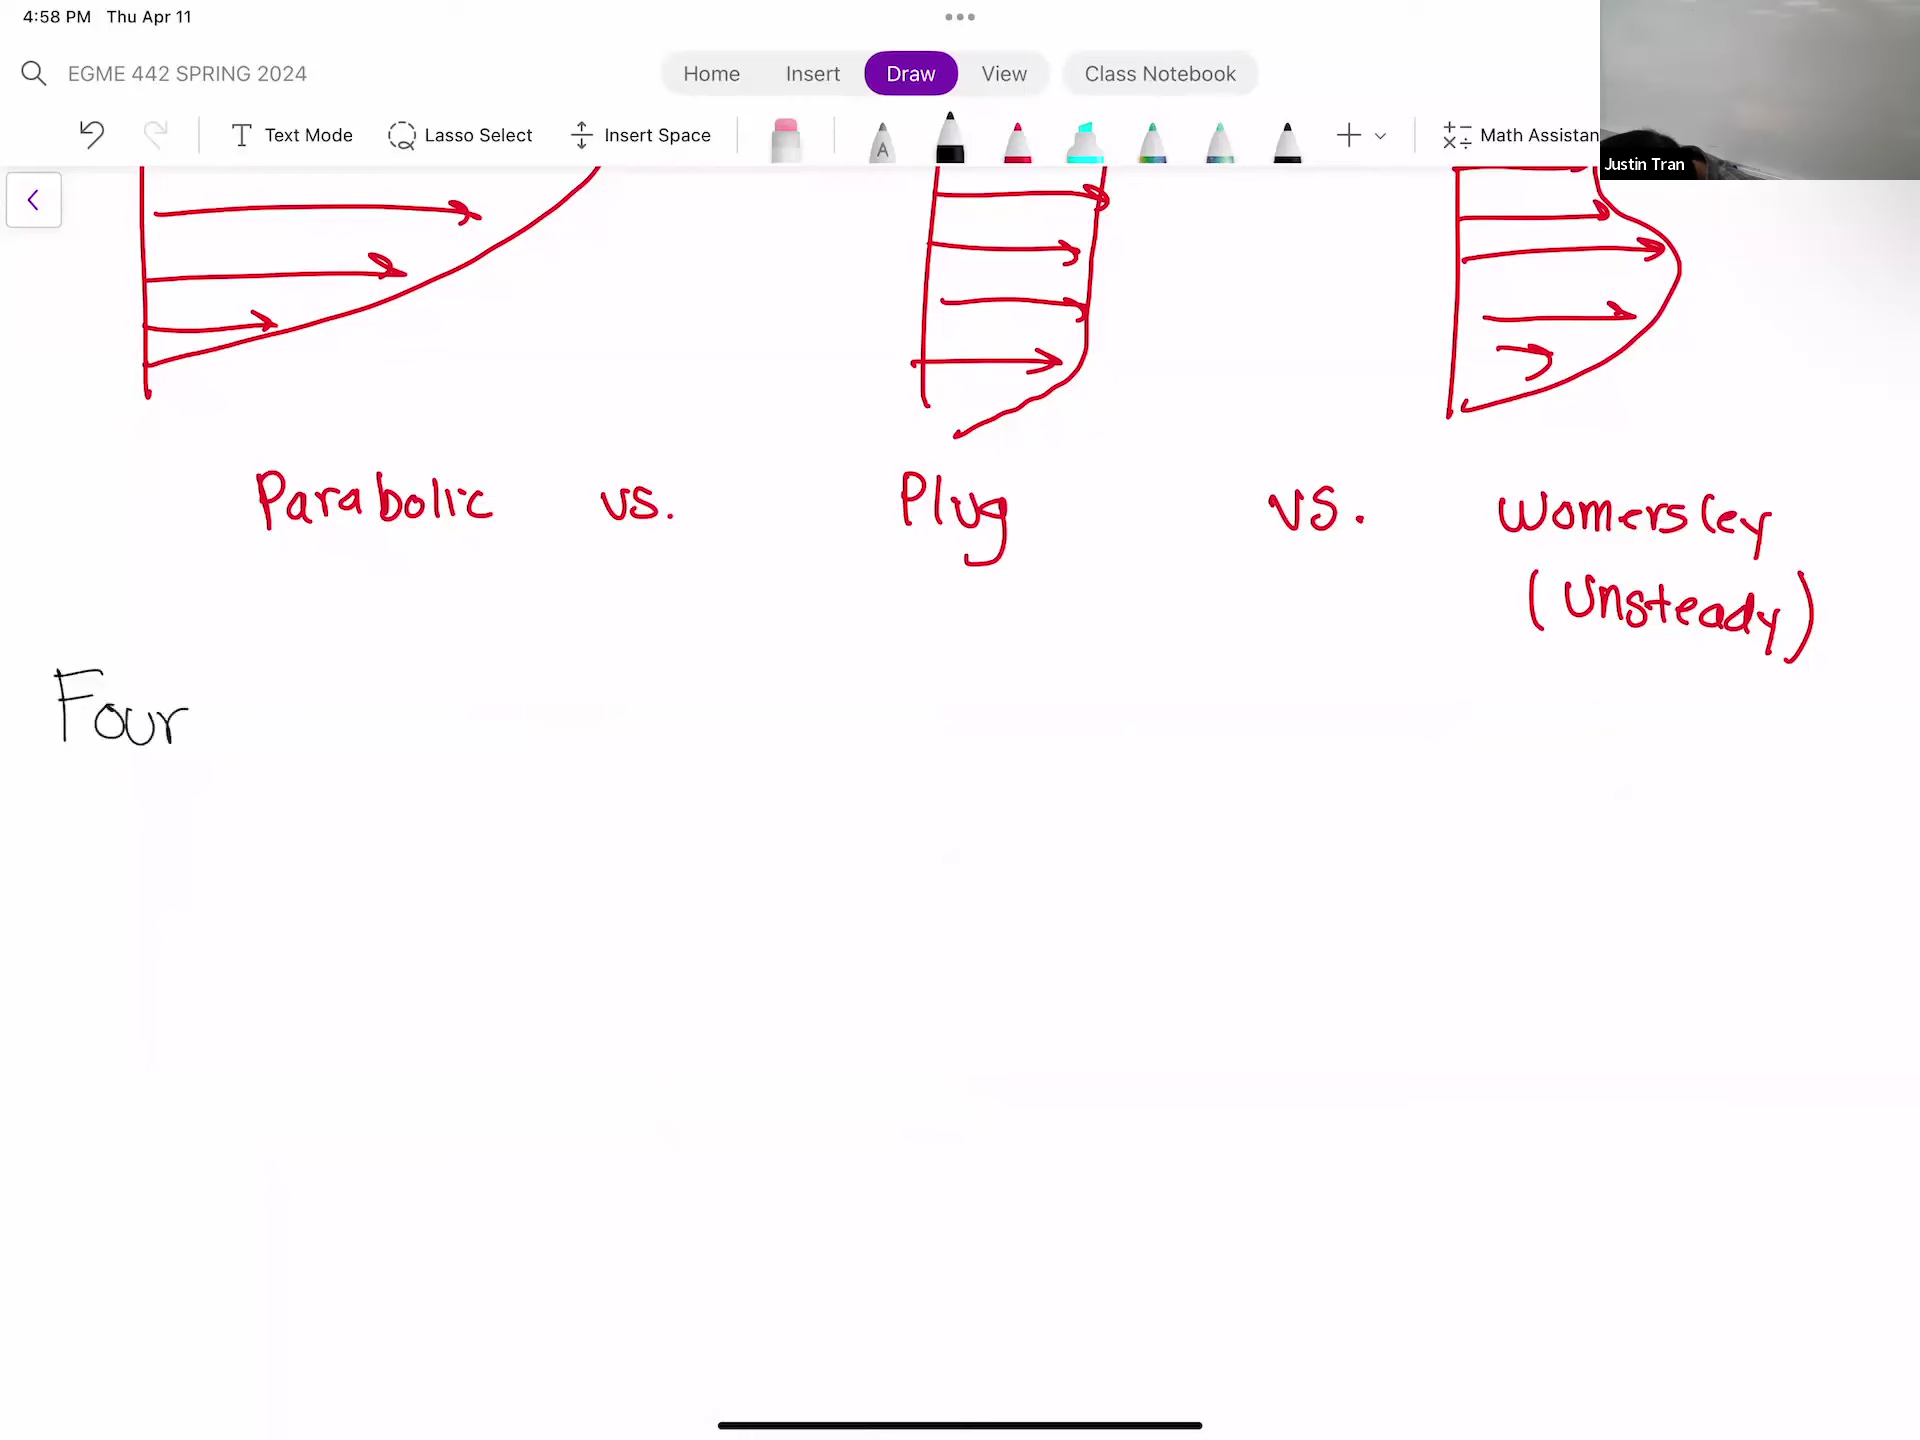 4:58 PM Thu Apr 11
EGME 442 SPRING 2024
Home Insert Draw View Class Notebook
T Text Mode Lasso Select Insert Space A Math Assistan
Justin Tran
Parabolic vs. Plug vs. Womersley
(Unsteady)
Four